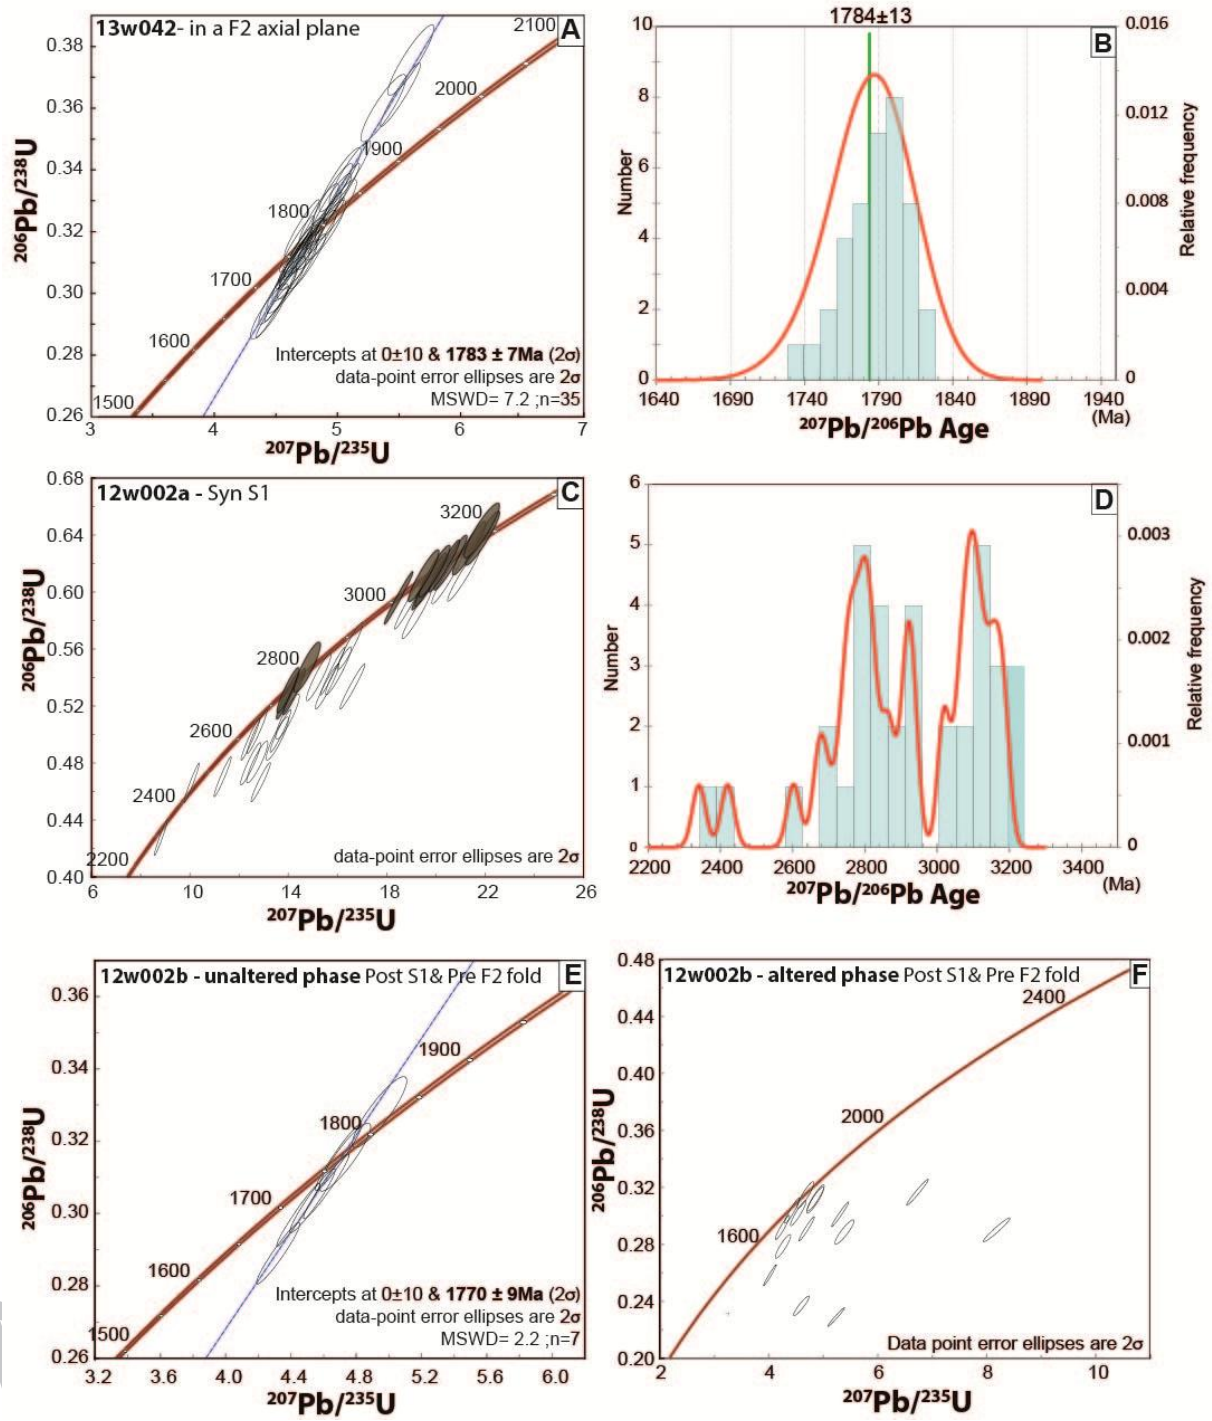 13w042- in a F2 axial plane
A
2100
2000
1900
1800
1700
1600
1500
0.38
0.36
0.34
0.32
0.30
0.28
0.26
206Pb/238U
Intercepts at 0±10 & 1783 ± 7Ma (2σ)
data-point error ellipses are 2σ
MSWD= 7.2 ;n=35
3 4 5 6 7
207Pb/235U
1784±13
B
10
8
6
4
2
0
Number
0.016
0.012
0.008
0.004
0
Relative frequency
1640 1690 1740 1790 1840 1890 1940
(Ma)
207Pb/206Pb Age
12w002a - Syn S1
C
3200
3000
2800
2600
2400
2200
0.68
0.64
0.60
0.56
0.52
0.48
0.44
0.40
206Pb/238U
data-point error ellipses are 2σ
6 10 14 18 22 26
207Pb/235U
D
6
5
4
3
2
1
0
Number
0.003
0.002
0.001
0
Relative frequency
2200 2400 2600 2800 3000 3200 3400
(Ma)
207Pb/206Pb Age
12w002b - unaltered phase Post S1& Pre F2 fold
E
1900
1800
1700
1600
1500
0.36
0.34
0.32
0.30
0.28
0.26
206Pb/238U
Intercepts at 0±10 & 1770 ± 9Ma (2σ)
data-point error ellipses are 2σ
MSWD= 2.2 ;n=7
3.2 3.6 4.0 4.4 4.8 5.2 5.6 6.0
207Pb/235U
12w002b - altered phase Post S1& Pre F2 fold
F
2400
2000
1600
0.48
0.44
0.40
0.36
0.32
0.28
0.24
0.20
206Pb/238U
Data point error ellipses are 2σ
2 4 6 8 10
207Pb/235U